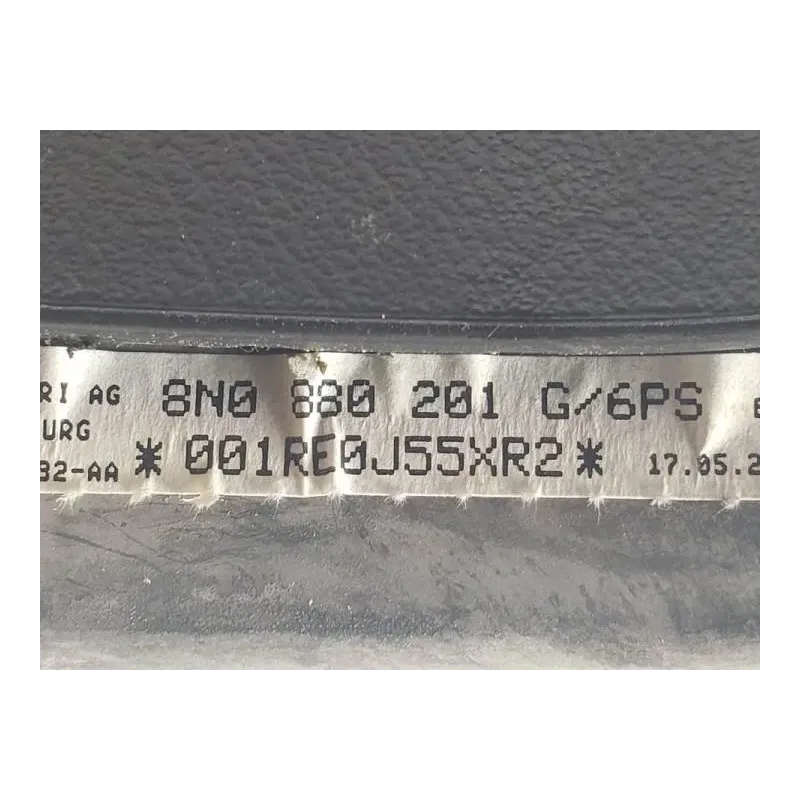 RI AG 8N0 880 201 G/6PS
URG
32-AA *001RE0J55XR2* 17.05.2